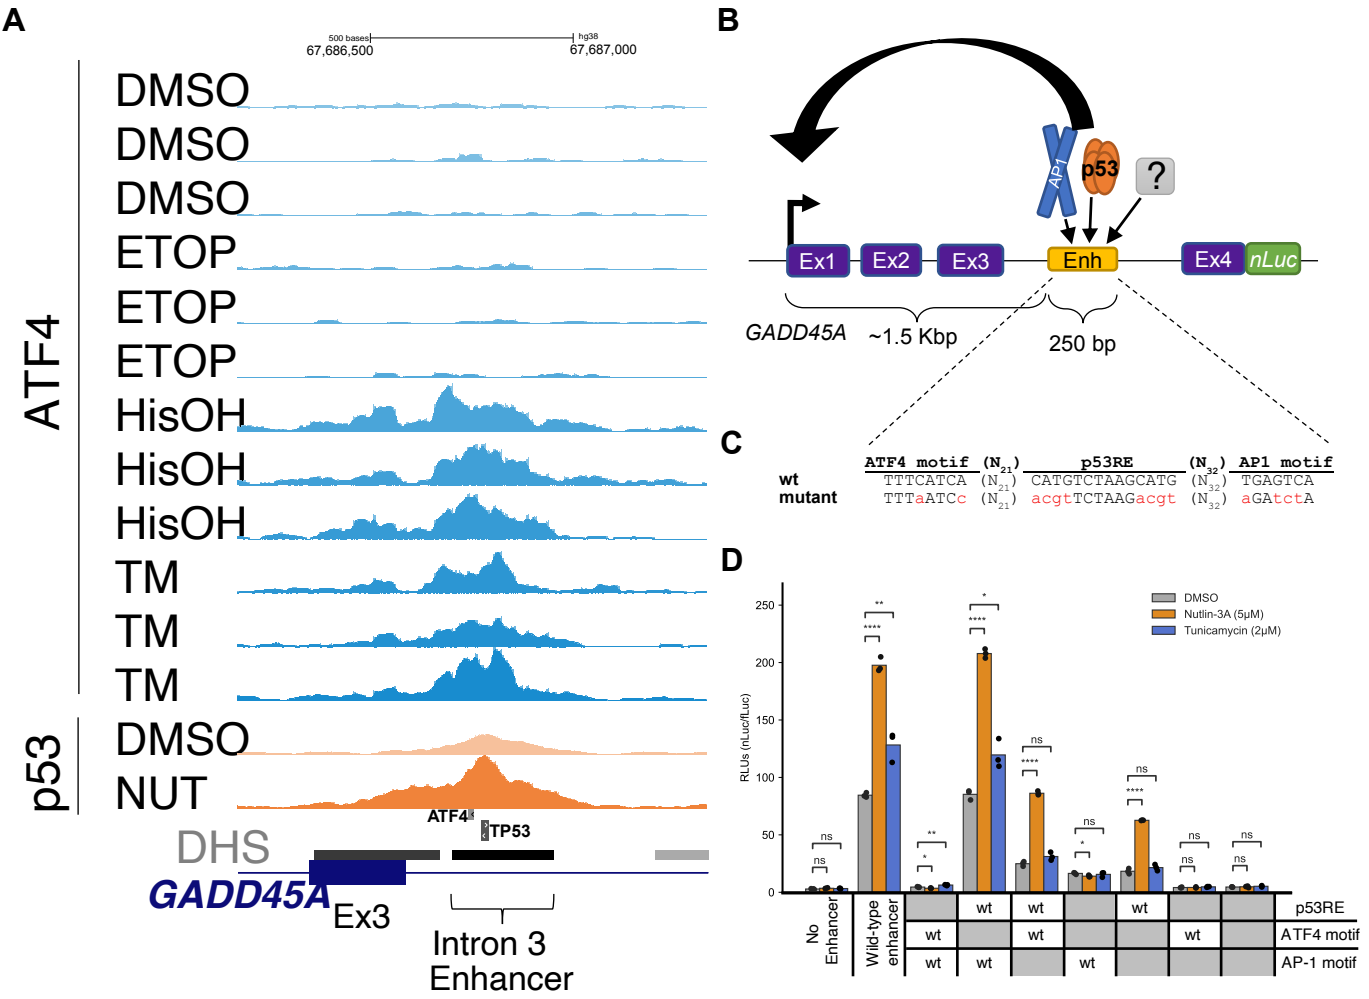 A
500 bases
hg38
67,686,500
67,687,000
ATF4
DMSO
DMSO
DMSO
ETOP
ETOP
ETOP
HisOH
HisOH
HisOH
TM
TM
TM
p53
DMSO
NUT
ATF4
TP53
DHS
GADD45A
Ex3
Intron 3
Enhancer
B
AP1
p53
?
Ex1
Ex2
Ex3
Enh
Ex4
nLuc
GADD45A
~1.5 Kbp
250 bp
C
ATF4 motif (N21) p53RE (N32) AP1 motif
wt TTTCATCA (N21) CATGTCTAAGCATG (N32) TGAGTCA
mutant TTTaATCc (N21) acgtTCTAAGacgt (N32) aGAtctA
D
RLUs (nLuc/fLuc)
250
200
150
100
50
0
DMSO
Nutlin-3A (5µM)
Tunicamycin (2µM)
ns
ns
**
****
**
*
*
****
ns
****
ns
*
ns
****
ns
ns
ns
ns
No
Enhancer
Wild-type
enhancer
wt wt wt p53RE
wt wt wt ATF4 motif
wt wt wt AP-1 motif